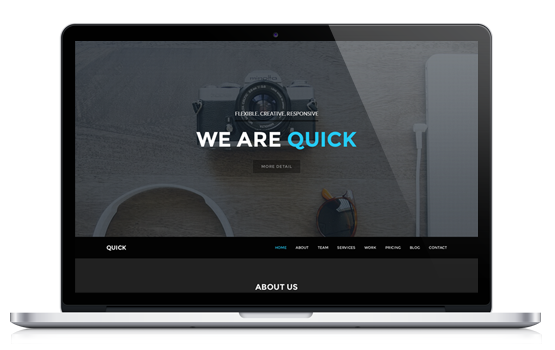 FLEXIBLE. CREATIVE. RESPONSIVE
WE ARE QUICK
MORE DETAIL
QUICK
HOME ABOUT TEAM SERVICES WORK PRICING BLOG CONTACT
ABOUT US